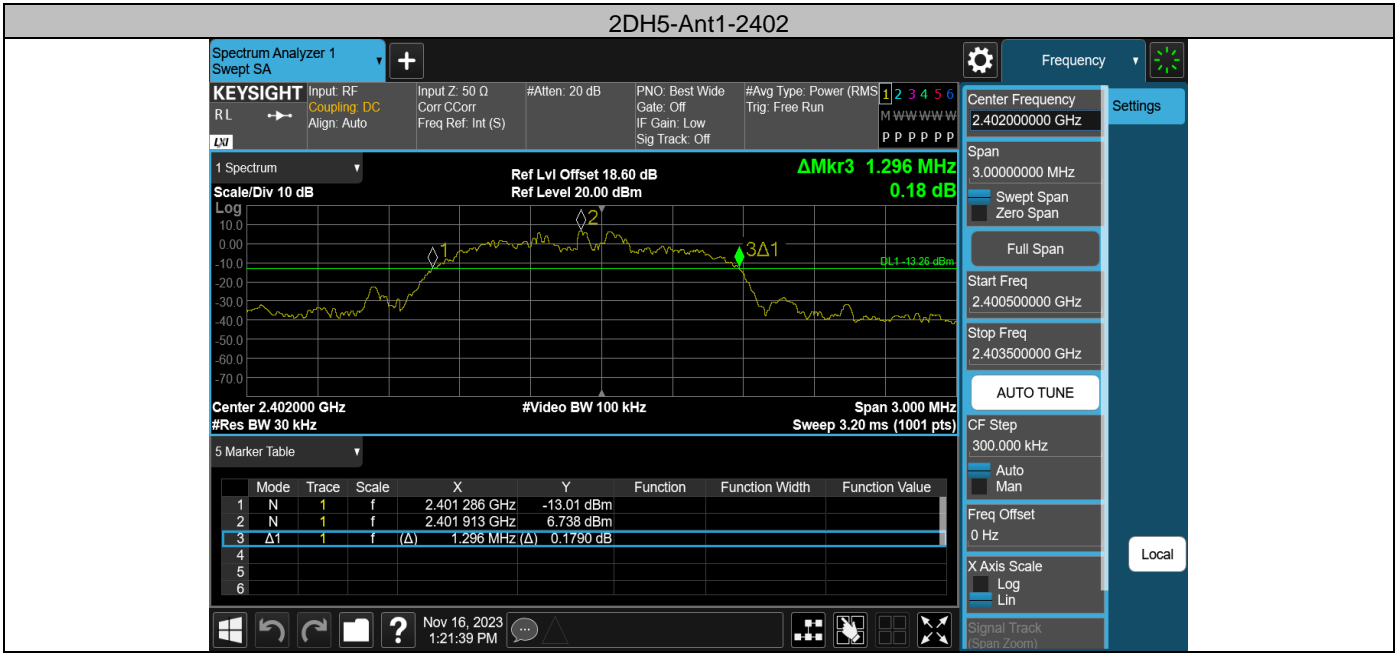 2DH5-Ant1-2402
Spectrum Analyzer 1
Swept SA
+
Frequency
KEYSIGHT
R L
LXI
Input: RF
Coupling: DC
Align: Auto
Input Z: 50 Ω
Corr CCorr
Freq Ref: Int (S)
#Atten: 20 dB
PNO: Best Wide
Gate: Off
IF Gain: Low
Sig Track: Off
#Avg Type: Power (RMS
Trig: Free Run
1 2 3 4 5 6
M W W W W W
P P P P P P
1 Spectrum
Scale/Div 10 dB
Ref Lvl Offset 18.60 dB
Ref Level 20.00 dBm
ΔMkr3 1.296 MHz
0.18 dB
Log
10.0
0.00
-10.0
-20.0
-30.0
-40.0
-50.0
-60.0
-70.0
1
2
3Δ1
DL1 -13.26 dBm
Center 2.402000 GHz
#Video BW 100 kHz
Span 3.000 MHz
#Res BW 30 kHz
Sweep 3.20 ms (1001 pts)
5 Marker Table
Mode Trace Scale X Y Function Function Width Function Value
1 N 1 f 2.401 286 GHz -13.01 dBm
2 N 1 f 2.401 913 GHz 6.738 dBm
3 Δ1 1 f (Δ) 1.296 MHz (Δ) 0.1790 dB
4
5
6
Center Frequency
2.402000000 GHz
Settings
Span
3.00000000 MHz
Swept Span
Zero Span
Full Span
Start Freq
2.400500000 GHz
Stop Freq
2.403500000 GHz
AUTO TUNE
CF Step
300.000 kHz
Auto
Man
Freq Offset
0 Hz
X Axis Scale
Log
Lin
Signal Track
(Span Zoom)
Local
?
Nov 16, 2023
1:21:39 PM